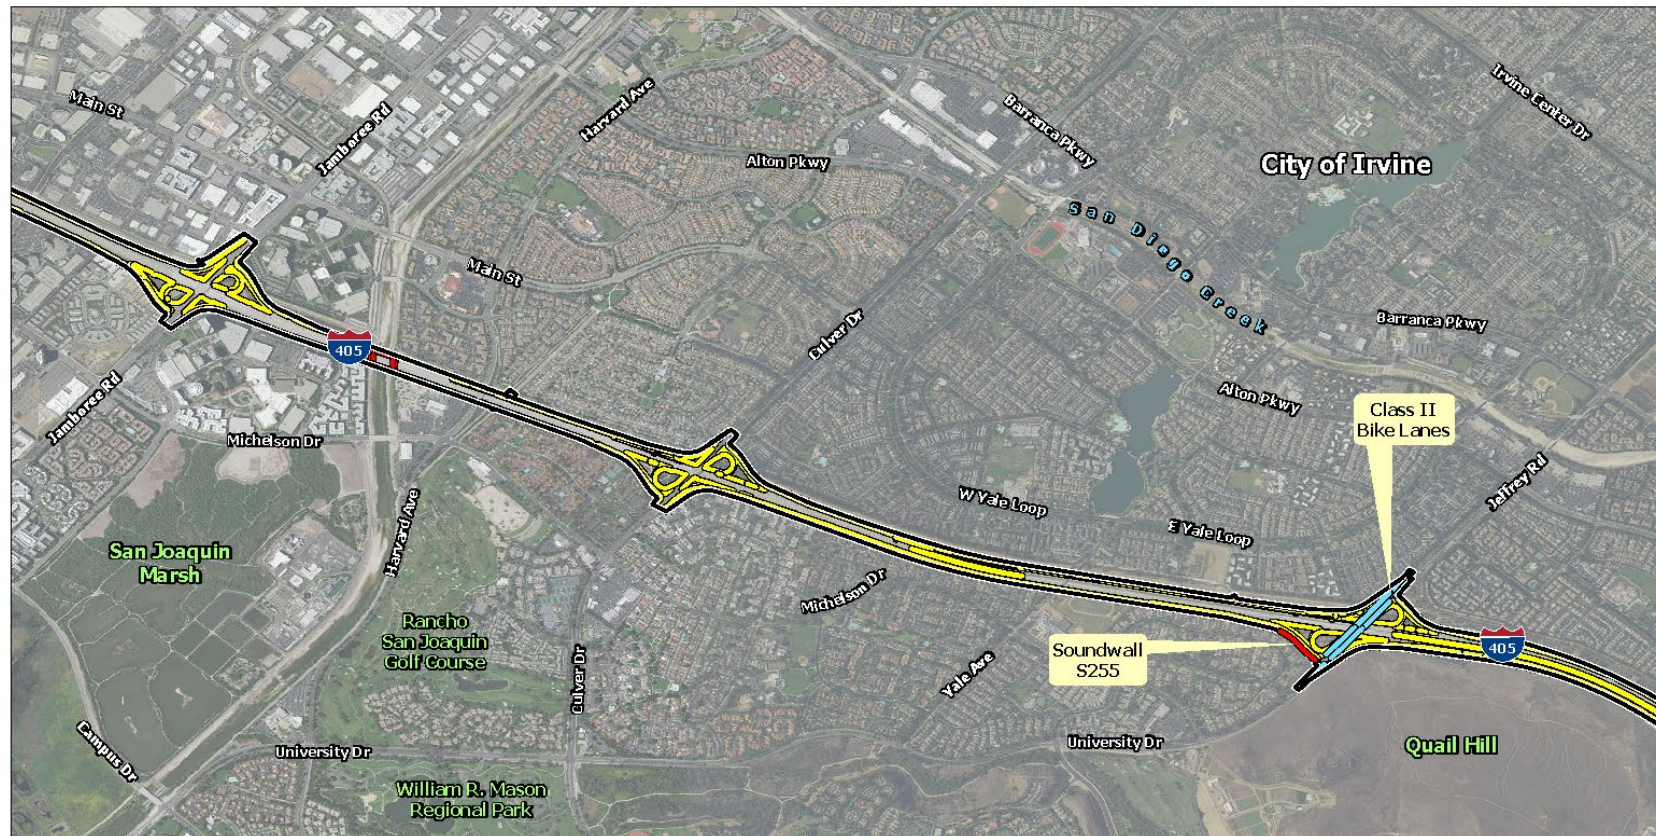 Main St
Jamboree Rd
Harvard Ave
Alton Pkwy
Barranca Pkwy
Irvine Center Dr
City of Irvine
San Diego Creek
Main St
Culver Dr
Barranca Pkwy
405
Jamboree Rd
Michelson Dr
Alton Pkwy
Class II
Bike Lanes
Jeffrey Rd
W Yale Loop
E Yale Loop
Harvard Ave
San Joaquin
Marsh
Michelson Dr
Rancho
San Joaquin
Golf Course
Soundwall
S255
405
Culver Dr
Yale Ave
Campus Dr
University Dr
University Dr
Quail Hill
William R. Mason
Regional Park